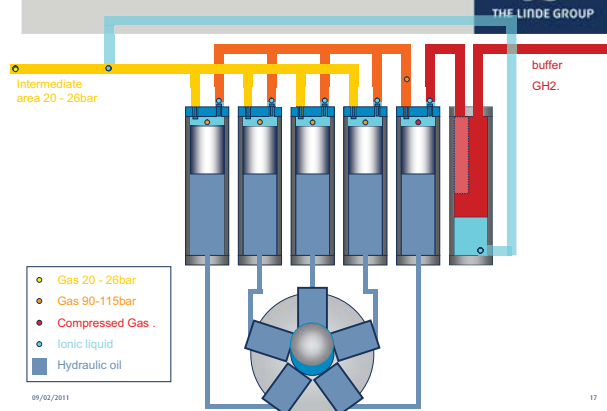 THE LINDE GROUP
buffer
GH2.
Intermediate
area 20 - 26bar
Gas 20 - 26bar
Gas 90-115bar
Compressed Gas .
Ionic liquid
Hydraulic oil
09/02/2011
17